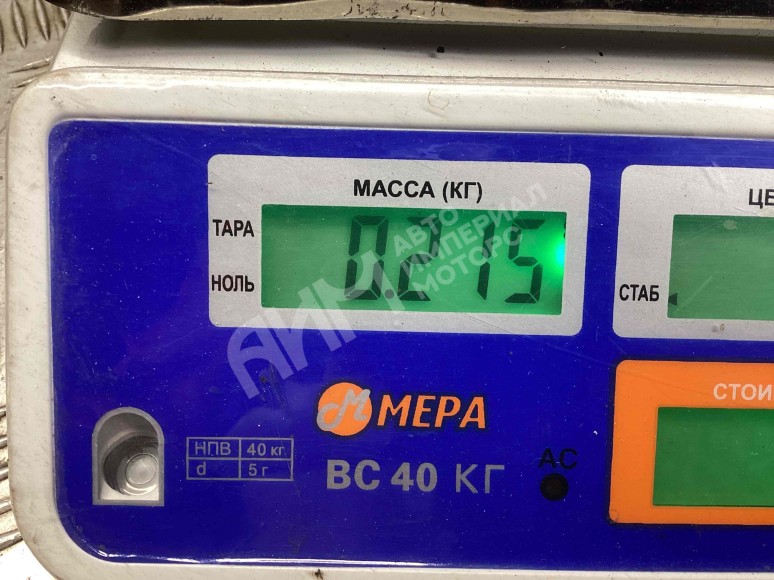 МАССА (КГ)
ТАРА
0.215
НОЛЬ
ЦЕ
СТАБ
АИМ АВТО ИМПЕРИАЛ МОТОРС
СТОИ
М МЕРА
НПВ 40 кг.
d 5 г
ВС 40 КГ
АС